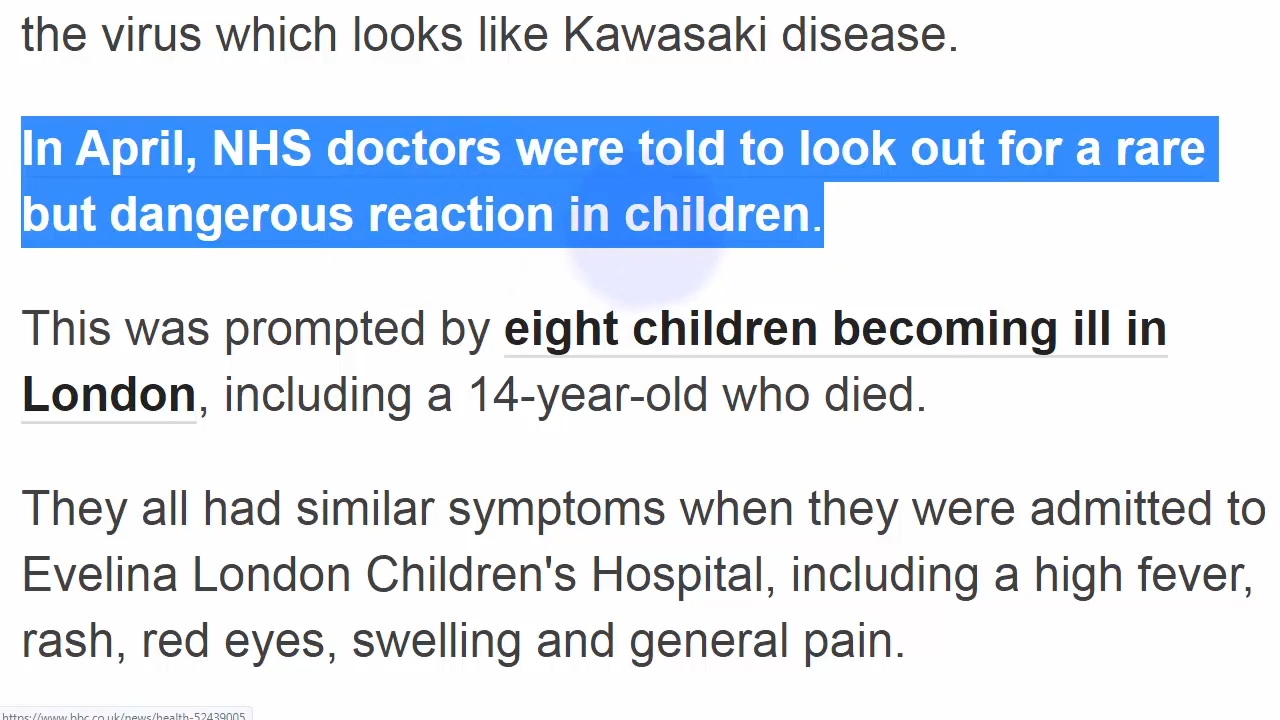 the virus which looks like Kawasaki disease.
In April, NHS doctors were told to look out for a rare
but dangerous reaction in children.
This was prompted by eight children becoming ill in
London, including a 14-year-old who died.
They all had similar symptoms when they were admitted to
Evelina London Children's Hospital, including a high fever,
rash, red eyes, swelling and general pain.
https://www.bbc.co.uk/news/health-52439005